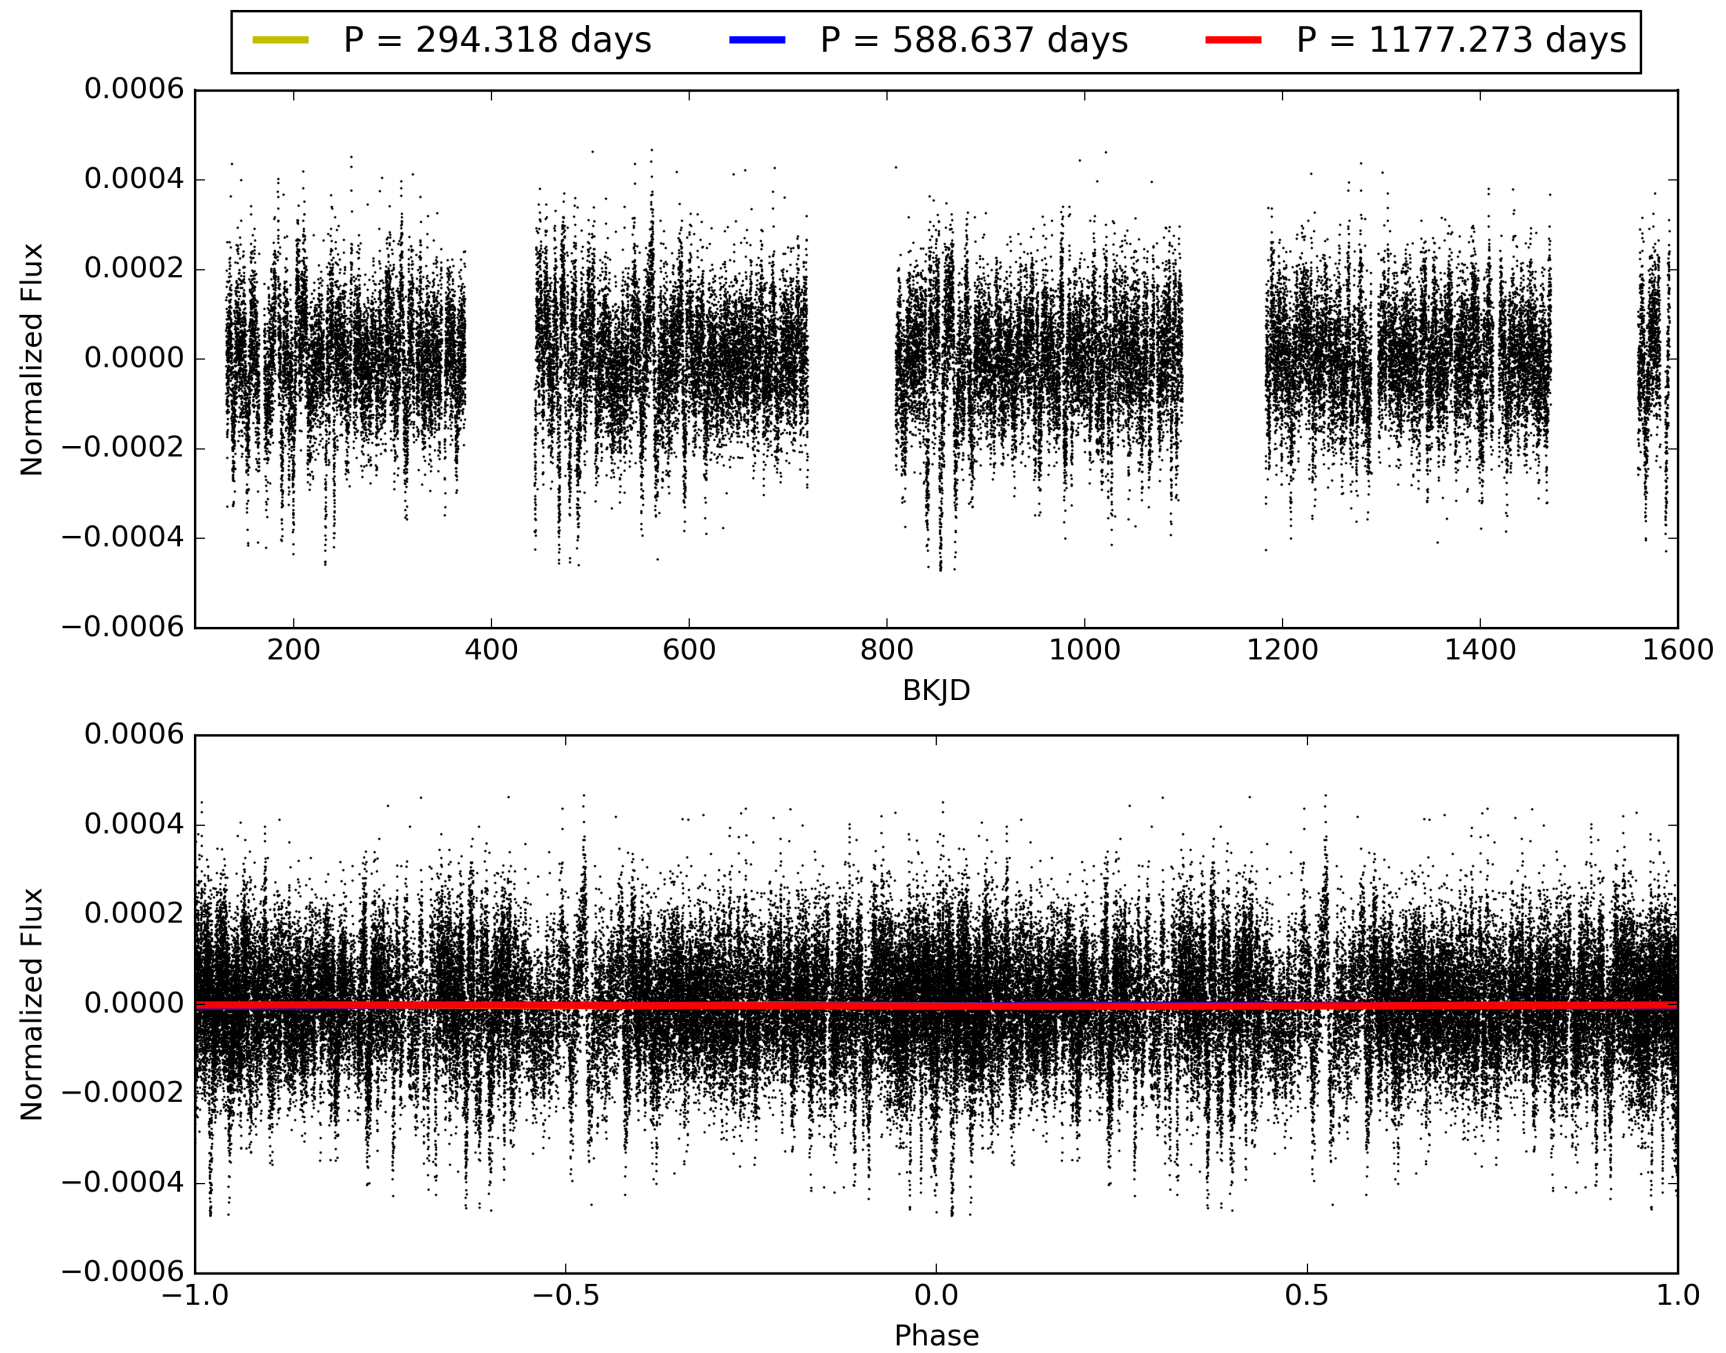 P = 294.318 days P = 588.637 days P = 1177.273 days
0.0006
0.0004
0.0002
0.0000
−0.0002
−0.0004
−0.0006
Normalized Flux
200 400 600 800 1000 1200 1400 1600
BKJD
0.0006
0.0004
0.0002
0.0000
−0.0002
−0.0004
−0.0006
Normalized Flux
−1.0 −0.5 0.0 0.5 1.0
Phase